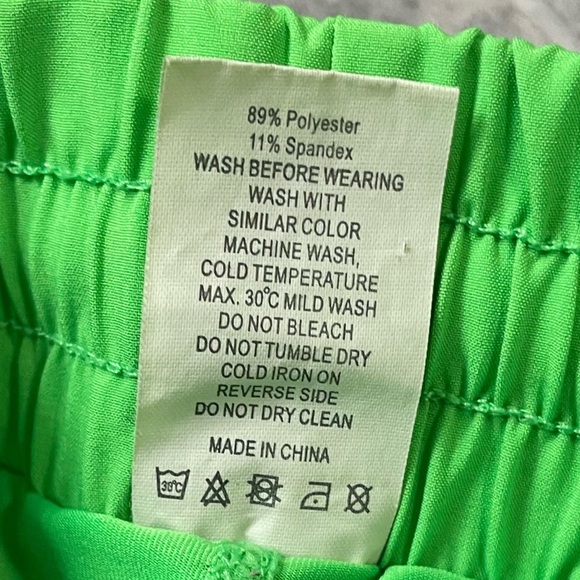 89% Polyester
11% Spandex
WASH BEFORE WEARING
WASH WITH
SIMILAR COLOR
MACHINE WASH,
COLD TEMPERATURE
MAX. 30°C MILD WASH
DO NOT BLEACH
DO NOT TUMBLE DRY
COLD IRON ON
REVERSE SIDE
DO NOT DRY CLEAN
MADE IN CHINA
30°C